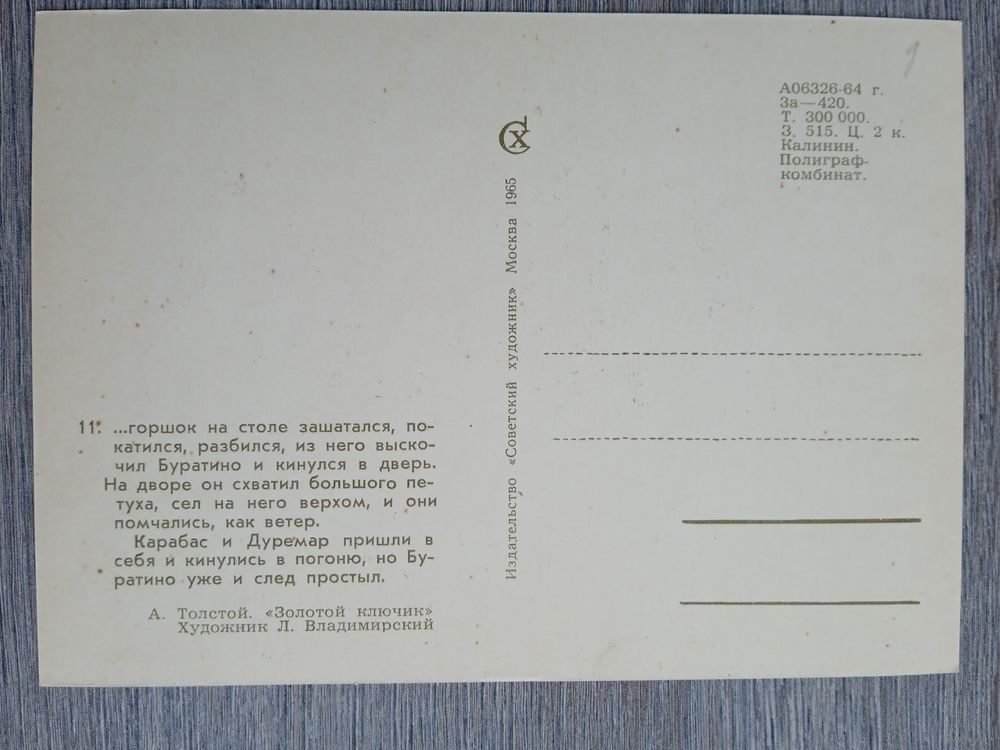 11. ...горшок на столе зашатался, по-
катился, разбился, из него выско-
чил Буратино и кинулся в дверь.
На дворе он схватил большого пе-
туха, сел на него верхом, и они
помчались, как ветер.
Карабас и Дуремар пришли в
себя и кинулись в погоню, но Бу-
ратино уже и след простыл.
А. Толстой. «Золотой ключик»
Художник Л. Владимирский
СХ
Издательство «Советский художник» Москва 1965
А06326-64 г.
За—420.
Т. 300 000.
З. 515. Ц. 2 к.
Калинин.
Полиграф-
комбинат.